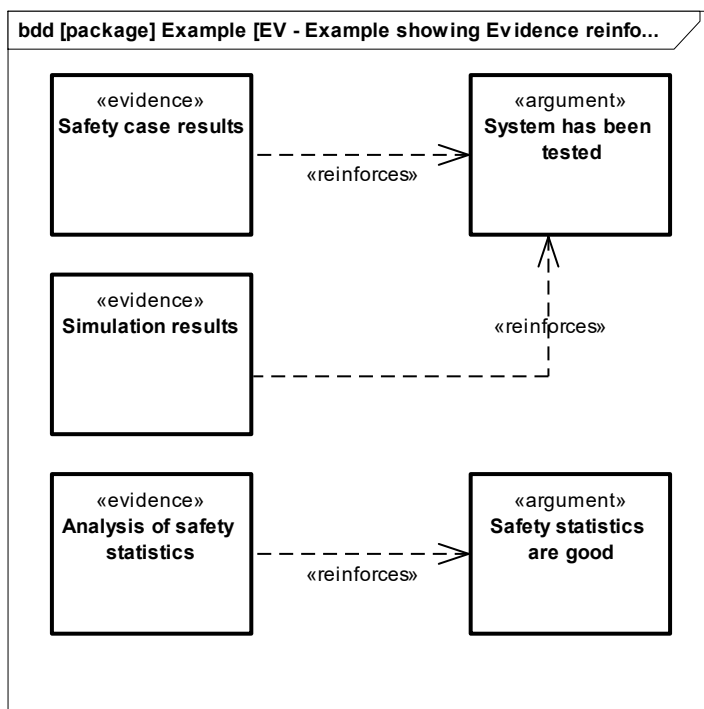 bdd [package] Example [EV - Example showing Evidence reinfo...
«evidence»
Safety case results
«reinforces»
«argument»
System has been
tested
«evidence»
Simulation results
«reinforces»
«evidence»
Analysis of safety
statistics
«reinforces»
«argument»
Safety statistics
are good